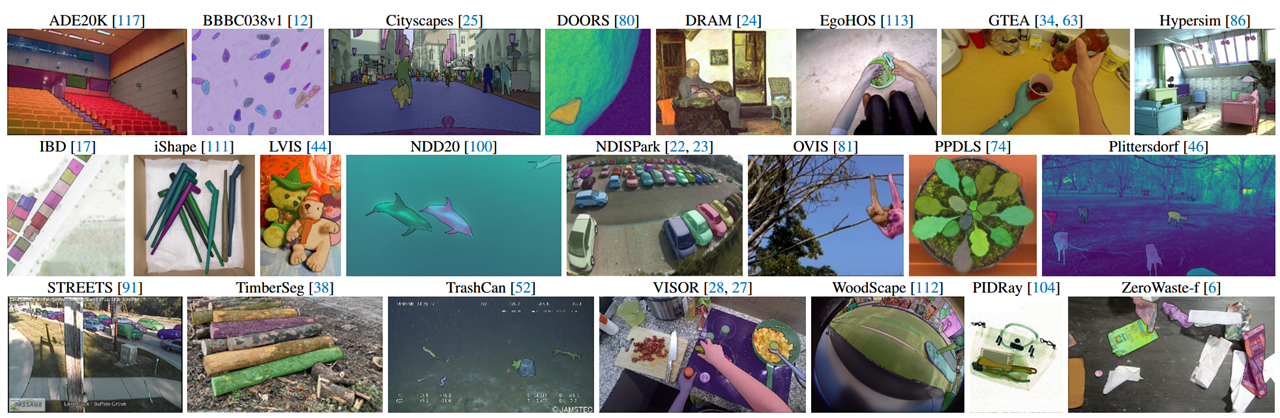 ADE20K [117]
BBBC038v1 [12]
Cityscapes [25]
DOORS [80]
DRAM [24]
EgoHOS [113]
GTEA [34, 63]
Hypersim [86]
IBD [17]
iShape [111]
LVIS [44]
NDD20 [100]
NDISPark [22, 23]
OVIS [81]
PPDLS [74]
Plittersdorf [46]
STREETS [91]
TimberSeg [38]
TrashCan [52]
VISOR [28, 27]
WoodScape [112]
PIDRay [104]
ZeroWaste-f [6]
©JAMSTEC